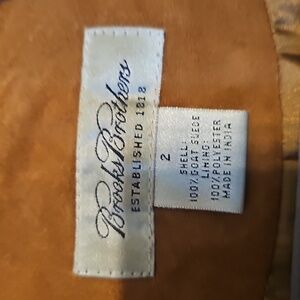 Brooks Brothers
ESTABLISHED 1818
2
SHELL:
100% GOAT SUEDE
LINING:
100% POLYESTER
MADE IN INDIA